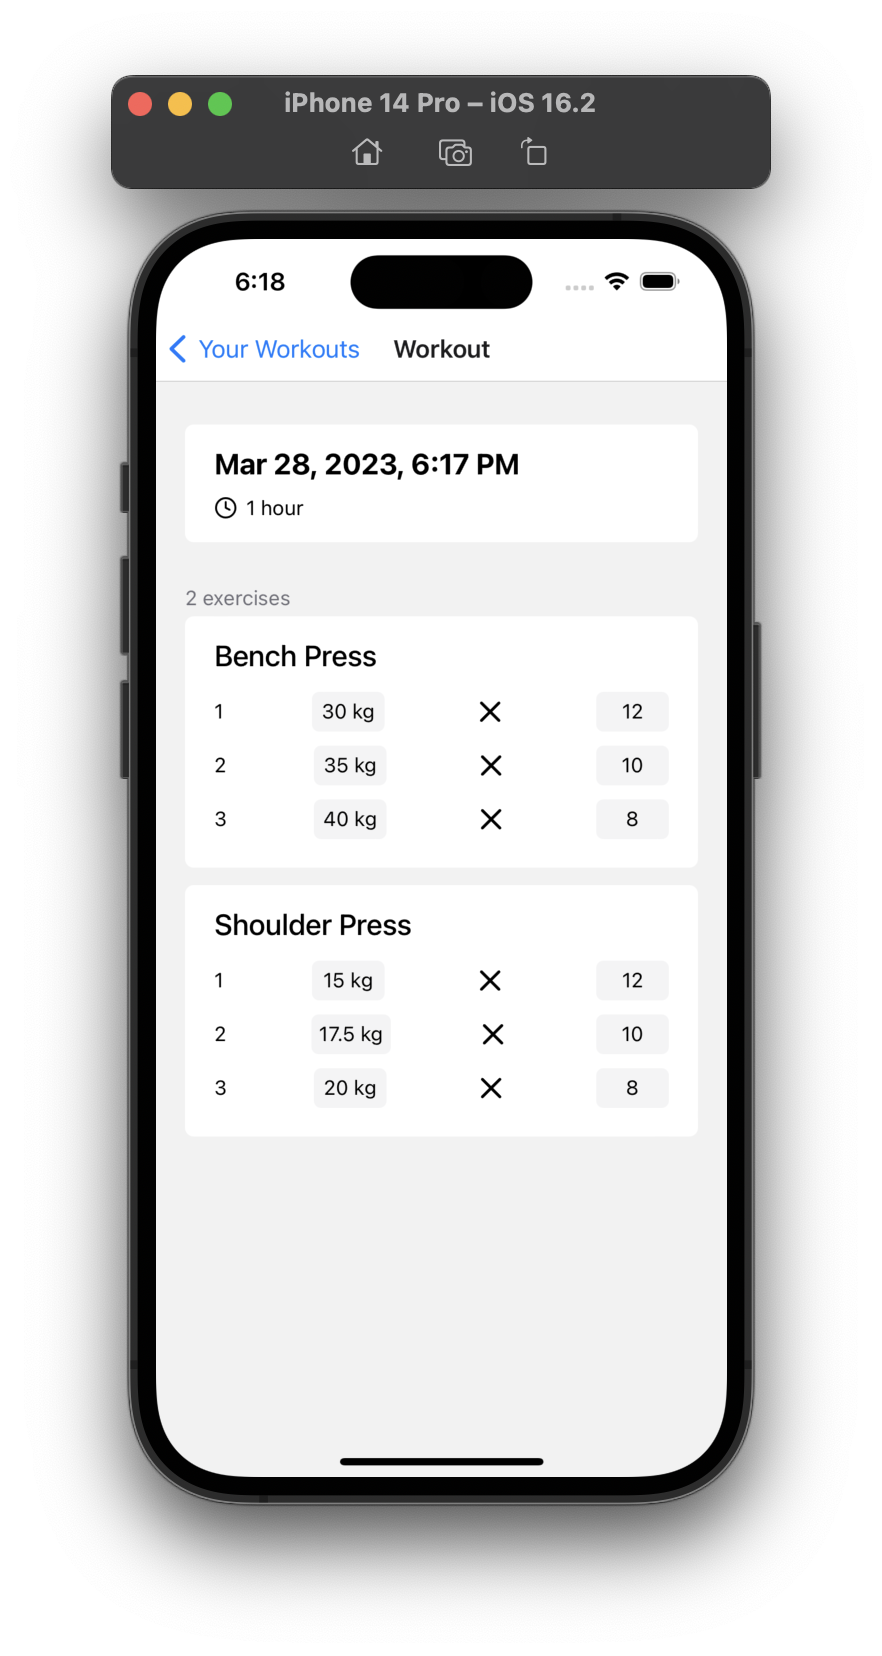 iPhone 14 Pro – iOS 16.2
6:18
Your Workouts Workout
Mar 28, 2023, 6:17 PM
1 hour
2 exercises
Bench Press
1 30 kg 12
2 35 kg 10
3 40 kg 8
Shoulder Press
1 15 kg 12
2 17.5 kg 10
3 20 kg 8